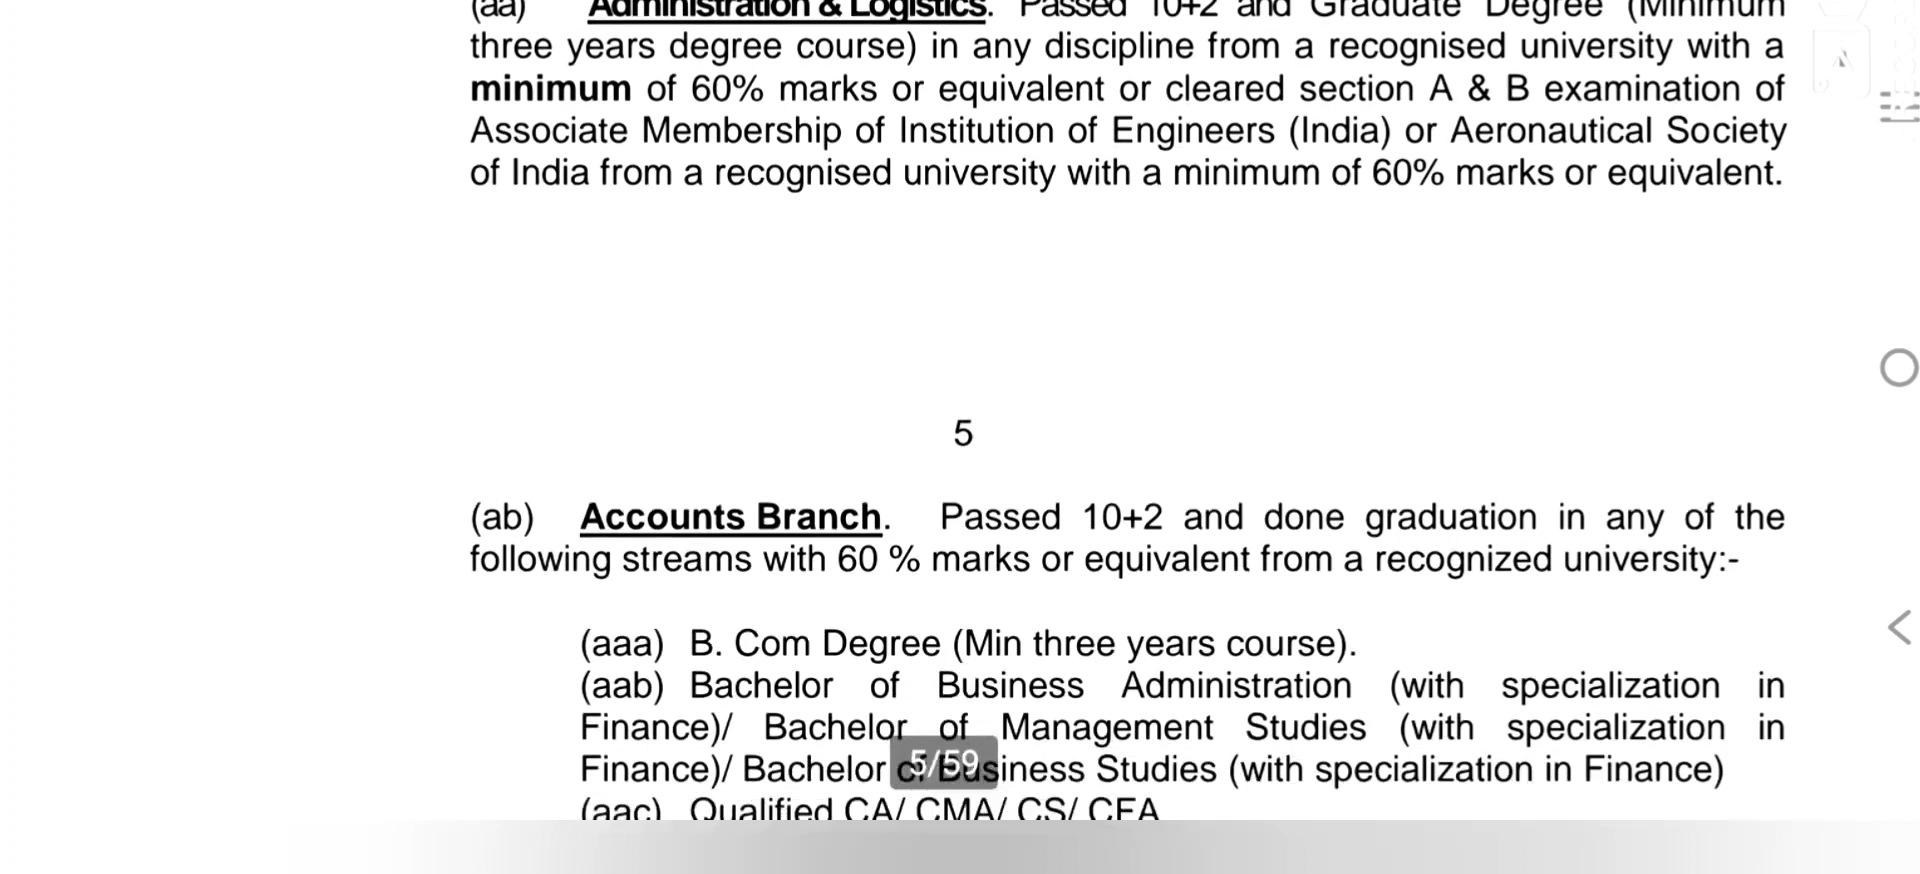 (aa) Administration & Logistics. Passed 10+2 and Graduate Degree (Minimum
three years degree course) in any discipline from a recognised university with a
minimum of 60% marks or equivalent or cleared section A & B examination of
Associate Membership of Institution of Engineers (India) or Aeronautical Society
of India from a recognised university with a minimum of 60% marks or equivalent.
5
(ab) Accounts Branch. Passed 10+2 and done graduation in any of the
following streams with 60 % marks or equivalent from a recognized university:-
(aaa) B. Com Degree (Min three years course).
(aab) Bachelor of Business Administration (with specialization in
Finance)/ Bachelor of Management Studies (with specialization in
Finance)/ Bachelor of Business Studies (with specialization in Finance)
5/59
(aac) Qualified CA/ CMA/ CS/ CFA